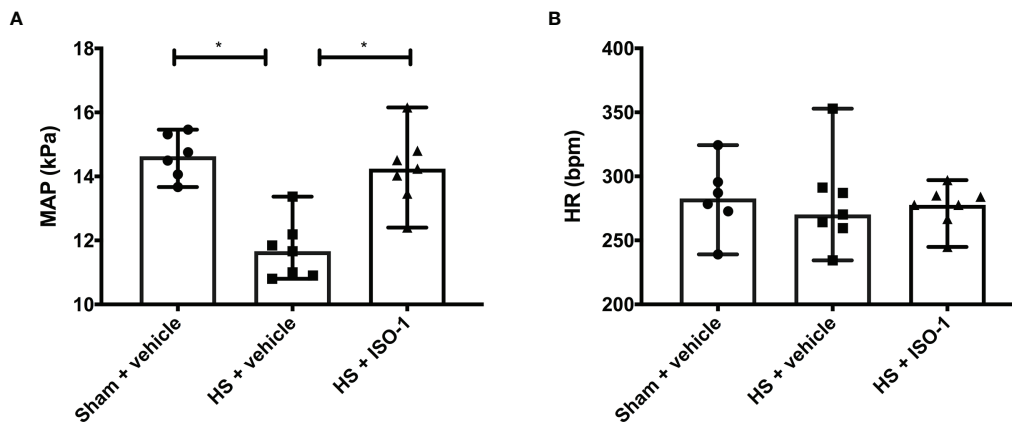 A
MAP (kPa)
18
16
14
12
10
*
*
Sham + vehicle
HS + vehicle
HS + ISO-1
B
HR (bpm)
400
350
300
250
200
Sham + vehicle
HS + vehicle
HS + ISO-1